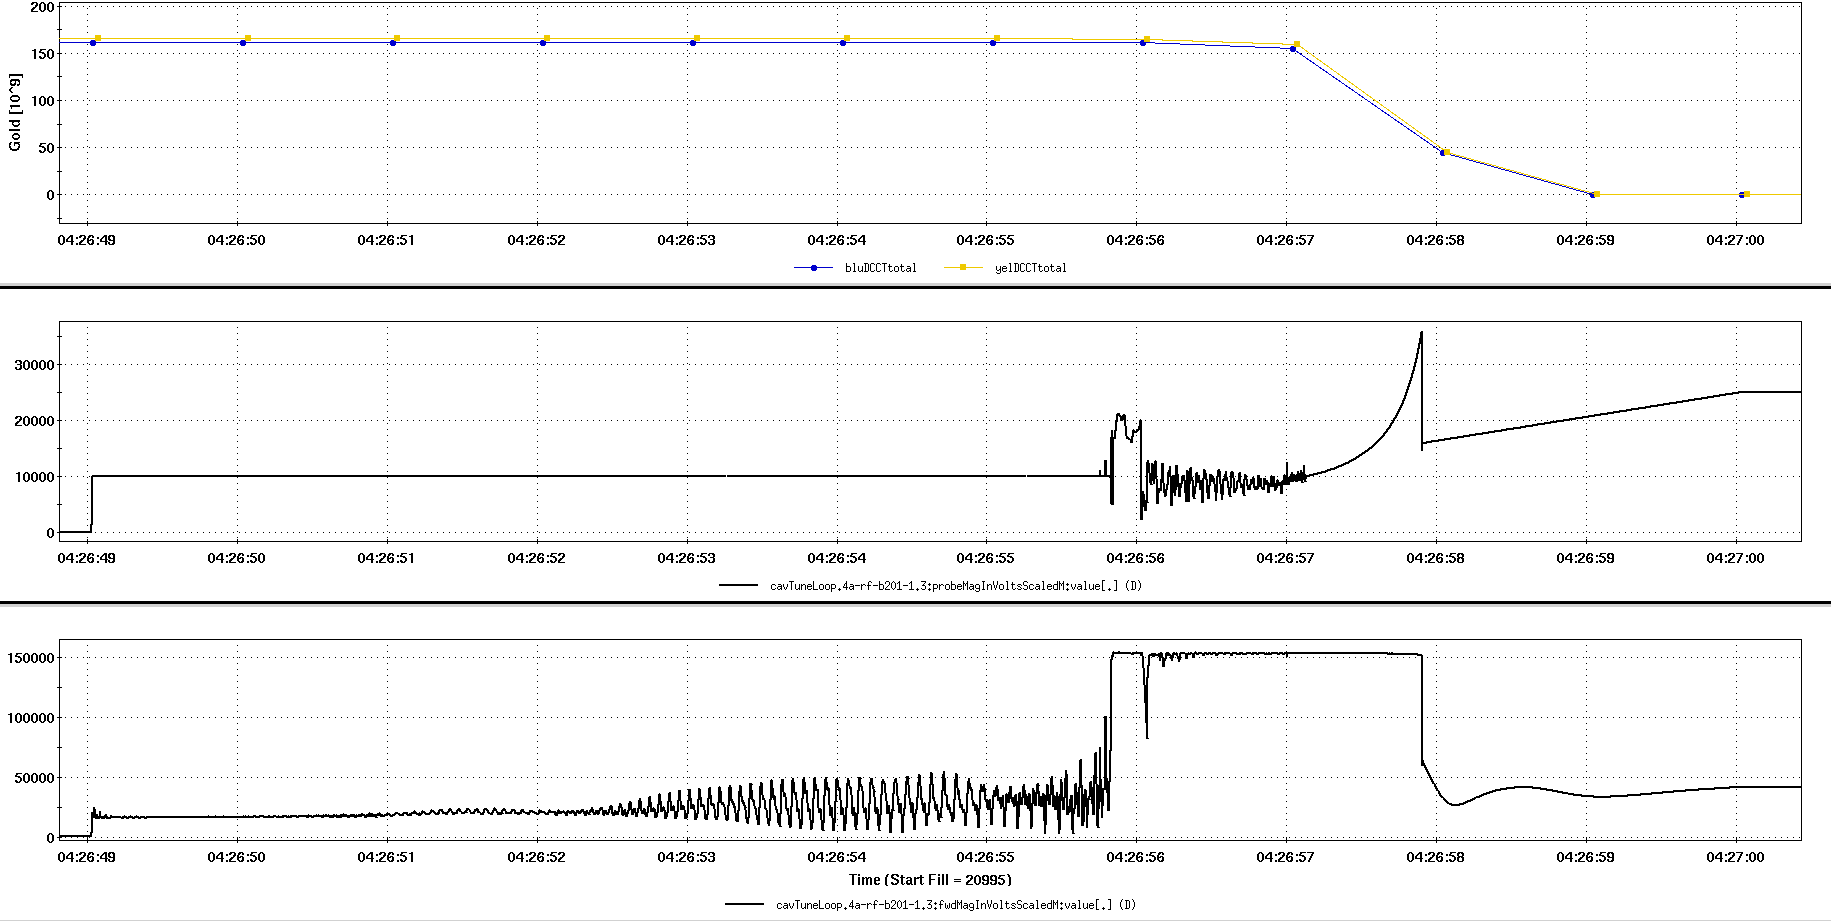 200
150
100
50
0
Gold [10^9]
04:26:49 04:26:50 04:26:51 04:26:52 04:26:53 04:26:54 04:26:55 04:26:56 04:26:57 04:26:58 04:26:59 04:27:00
bluDCCTtotal yelDCCTtotal
30000
20000
10000
0
04:26:49 04:26:50 04:26:51 04:26:52 04:26:53 04:26:54 04:26:55 04:26:56 04:26:57 04:26:58 04:26:59 04:27:00
cavTuneLoop.4a-rf-b201-1.3:probeMagInVoltsScaledM:value[.] (D)
150000
100000
50000
0
04:26:49 04:26:50 04:26:51 04:26:52 04:26:53 04:26:54 04:26:55 04:26:56 04:26:57 04:26:58 04:26:59 04:27:00
Time (Start Fill = 20995)
cavTuneLoop.4a-rf-b201-1.3:fwdMagInVoltsScaledM:value[.] (D)